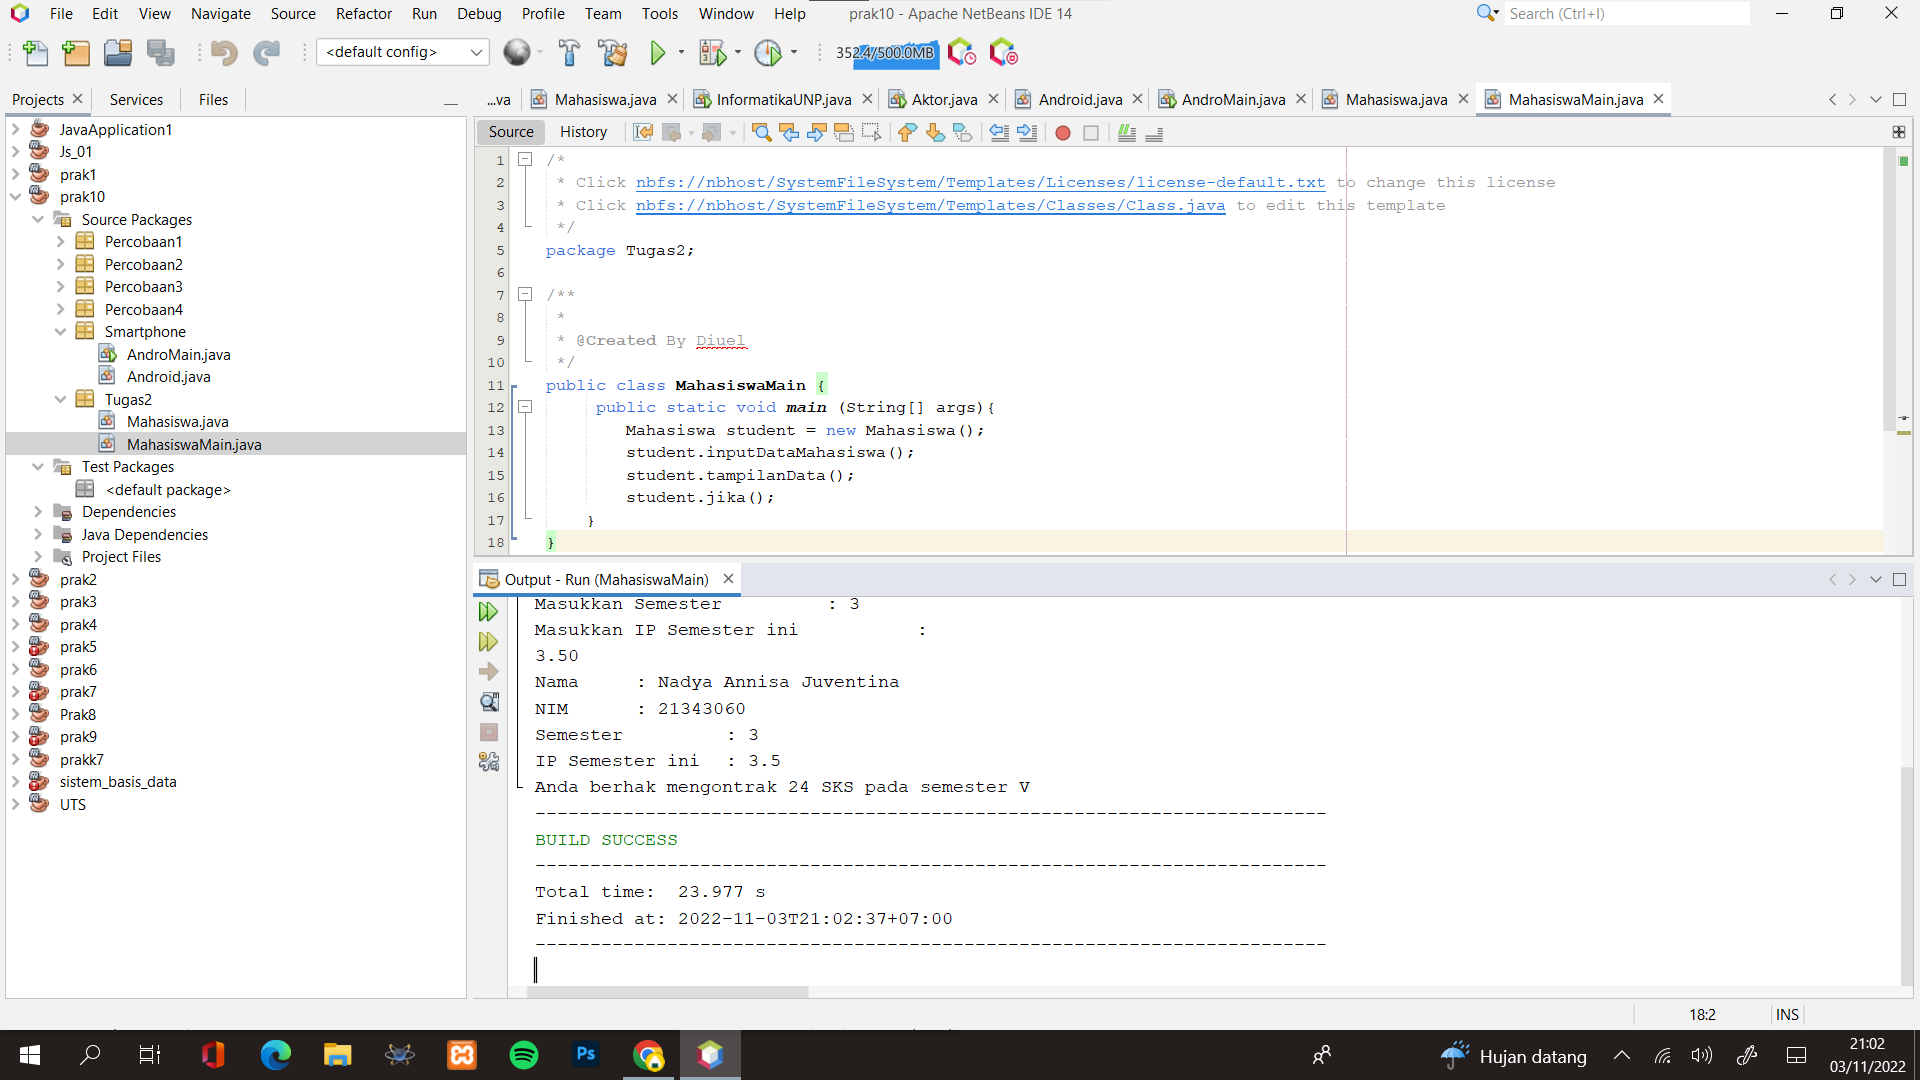 File Edit View Navigate Source Refactor Run Debug Profile Team Tools Window Help prak10 - Apache NetBeans IDE 14 Search (Ctrl+I)
<default config> 352.4/500.0MB
Projects Services Files ...va Mahasiswa.java InformatikaUNP.java Aktor.java Android.java AndroMain.java Mahasiswa.java MahasiswaMain.java
JavaApplication1
Js_01
prak1
prak10
Source Packages
Percobaan1
Percobaan2
Percobaan3
Percobaan4
Smartphone
AndroMain.java
Android.java
Tugas2
Mahasiswa.java
MahasiswaMain.java
Test Packages
<default package>
Dependencies
Java Dependencies
Project Files
prak2
prak3
prak4
prak5
prak6
prak7
Prak8
prak9
prakk7
sistem_basis_data
UTS
Source History
1 /*
2 * Click nbfs://nbhost/SystemFileSystem/Templates/Licenses/license-default.txt to change this license
3 * Click nbfs://nbhost/SystemFileSystem/Templates/Classes/Class.java to edit this template
4 */
5 package Tugas2;
6
7 /**
8 *
9 * @Created By Diuel
10 */
11 public class MahasiswaMain {
12 public static void main (String[] args){
13 Mahasiswa student = new Mahasiswa();
14 student.inputDataMahasiswa();
15 student.tampilanData();
16 student.jika();
17 }
18 }
Output - Run (MahasiswaMain)
Masukkan Semester : 3
Masukkan IP Semester ini :
3.50
Nama : Nadya Annisa Juventina
NIM : 21343060
Semester : 3
IP Semester ini : 3.5
Anda berhak mengontrak 24 SKS pada semester V
------------------------------------------------------------------------
BUILD SUCCESS
------------------------------------------------------------------------
Total time: 23.977 s
Finished at: 2022-11-03T21:02:37+07:00
------------------------------------------------------------------------
18:2 INS
Ps Hujan datang 21:02
03/11/2022